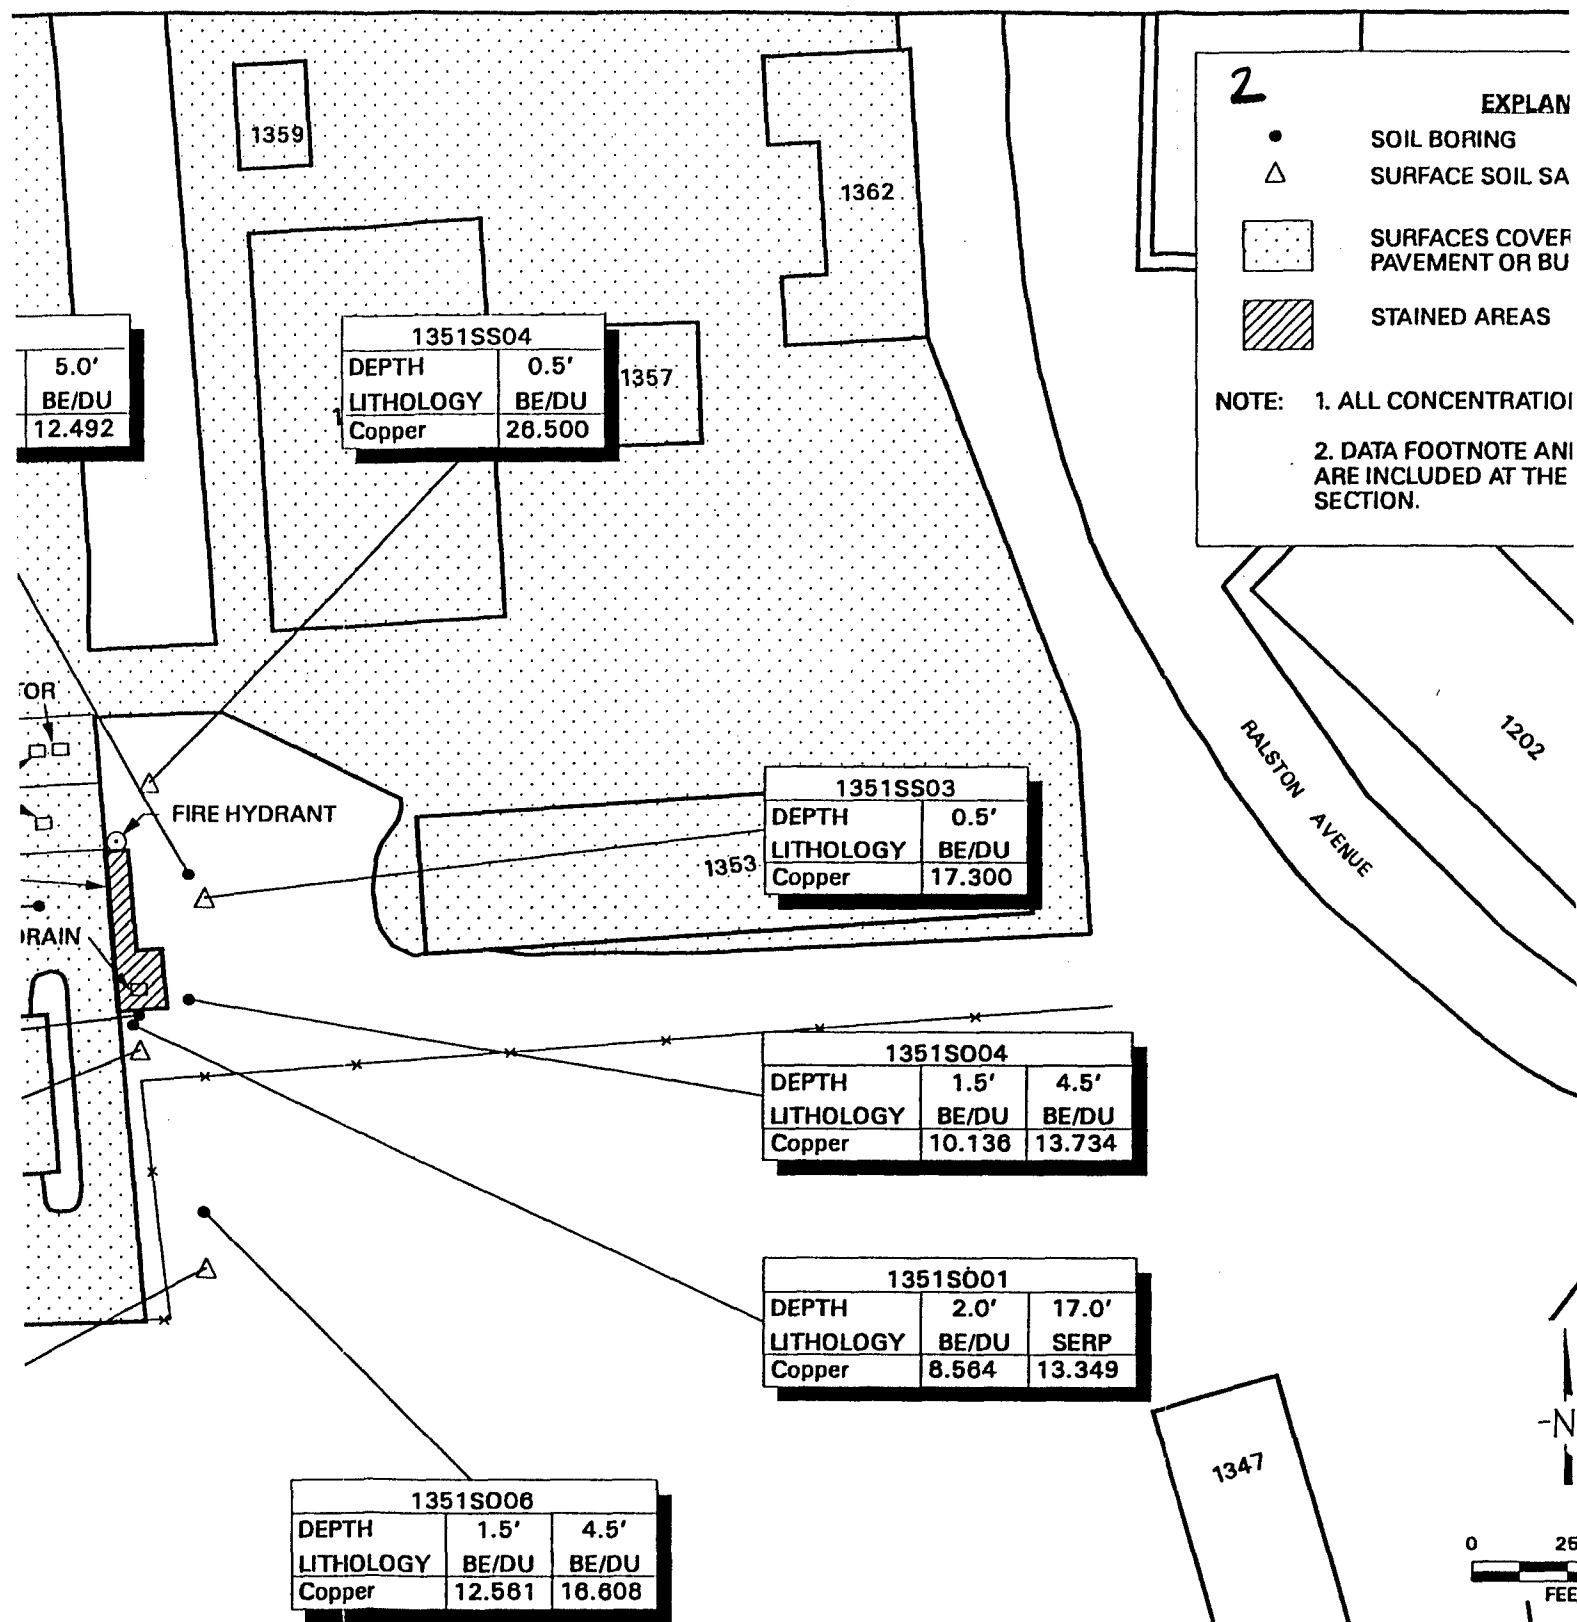 2
EXPLAN
SOIL BORING
SURFACE SOIL SA
SURFACES COVER
PAVEMENT OR BU
STAINED AREAS
NOTE: 1. ALL CONCENTRATIO
2. DATA FOOTNOTE AN
ARE INCLUDED AT THE
SECTION.
1359
1362
5.0'
BE/DU
12.492
1351SS04
DEPTH 0.5'
LITHOLOGY BE/DU
Copper 26.500
1357
TOR
FIRE HYDRANT
1353
1351SS03
DEPTH 0.5'
LITHOLOGY BE/DU
Copper 17.300
RALSTON AVENUE
1202
DRAIN
1351SO04
DEPTH 1.5' 4.5'
LITHOLOGY BE/DU BE/DU
Copper 10.136 13.734
1351SO01
DEPTH 2.0' 17.0'
LITHOLOGY BE/DU SERP
Copper 8.564 13.349
1347
-N
1351SO06
DEPTH 1.5' 4.5'
LITHOLOGY BE/DU BE/DU
Copper 12.561 16.608
0 25
FEE